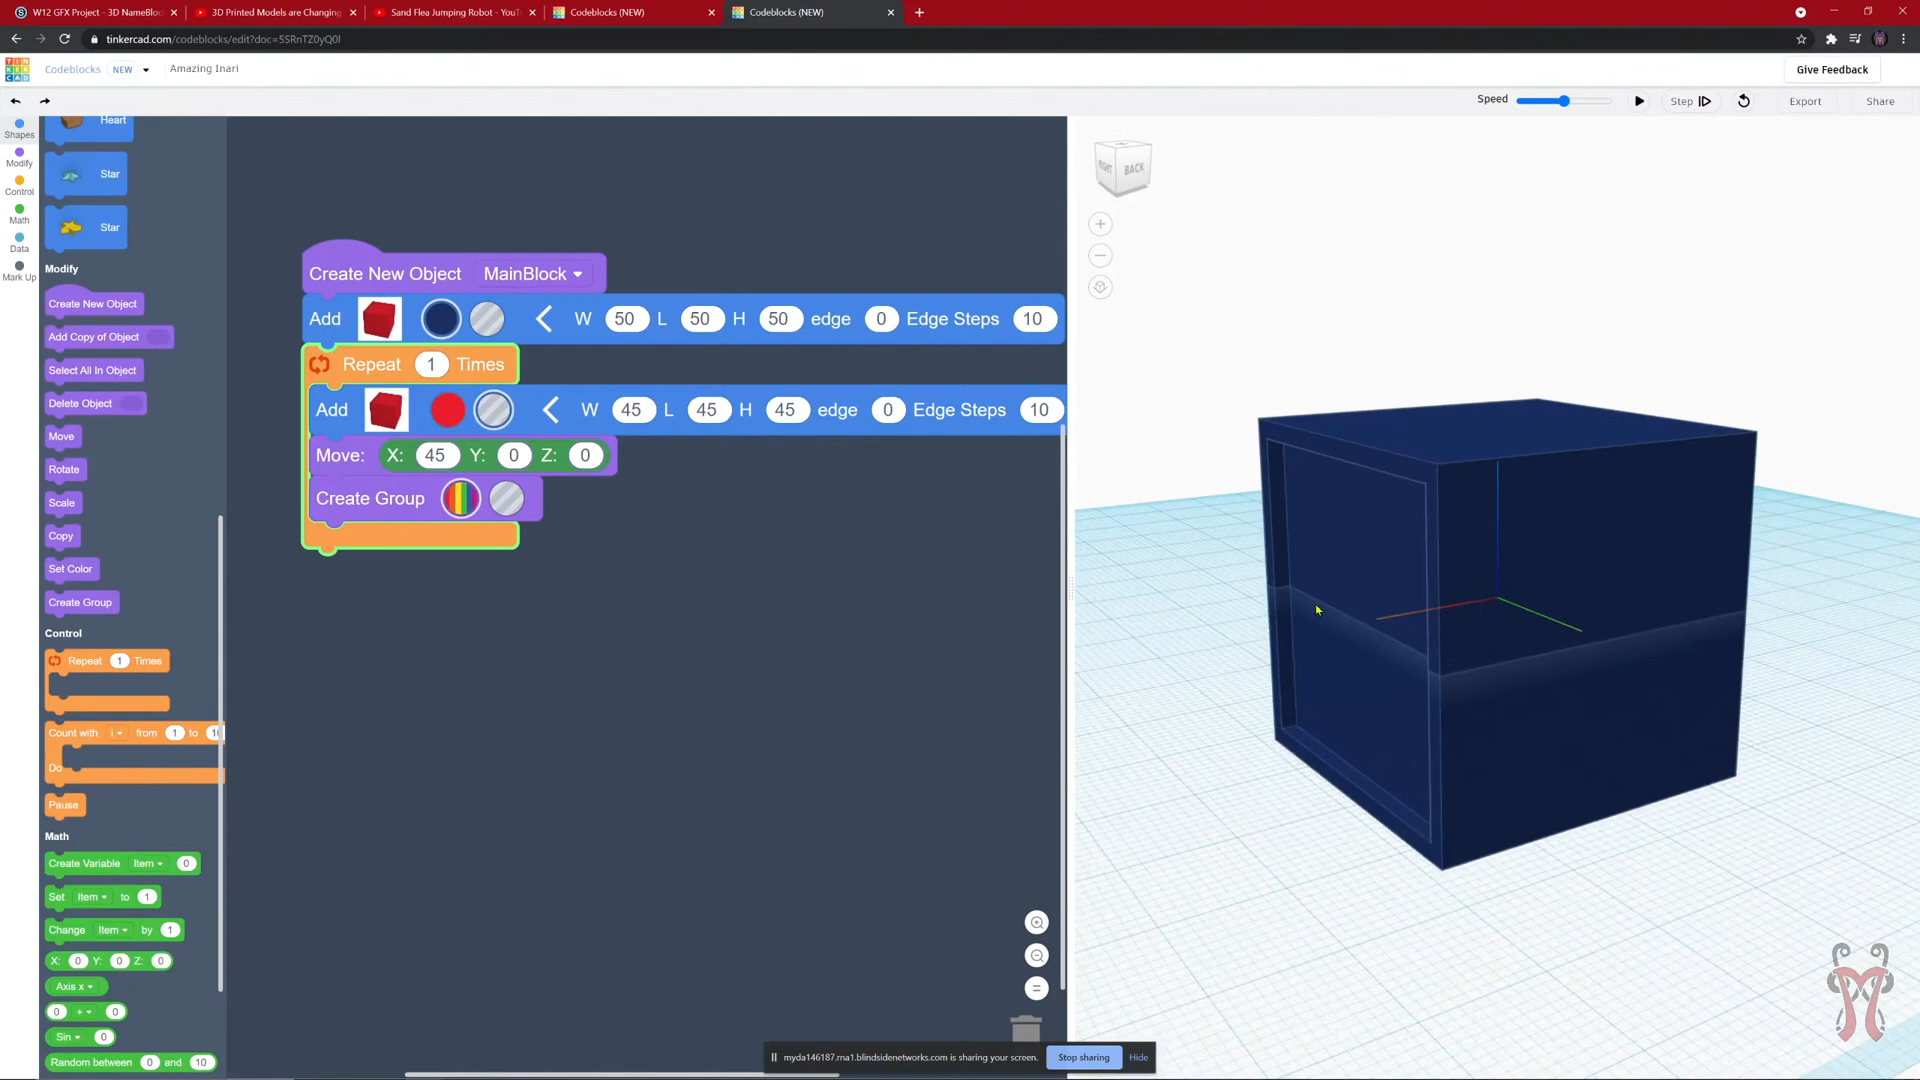 W12 GFX Project - 3D NameBloc
3D Printed Models are Changing
Sand Flea Jumping Robot - YouT
Codeblocks (NEW)
Codeblocks (NEW)
tinkercad.com/codeblocks/edit?doc=5SRnTZ0yQ0l
TIN
KER
CAD
Codeblocks NEW
Amazing Inari
Give Feedback
Speed
Step
Export
Share
Shapes
Modify
Control
Math
Data
Mark Up
Heart
Star
Star
Modify
Create New Object
Add Copy of Object
Select All In Object
Delete Object
Move
Rotate
Scale
Copy
Set Color
Create Group
Control
Repeat 1 Times
Count with i from 1 to 10
Do
Pause
Math
Create Variable Item 0
Set Item to 1
Change Item by 1
X: 0 Y: 0 Z: 0
Axis x
0 + 0
Sin 0
Random between 0 and 10
Create New Object MainBlock
Add W 50 L 50 H 50 edge 0 Edge Steps 10
Repeat 1 Times
Add W 45 L 45 H 45 edge 0 Edge Steps 10
Move: X: 45 Y: 0 Z: 0
Create Group
RIGHT BACK
myda146187.rna1.blindsidenetworks.com is sharing your screen.
Stop sharing
Hide